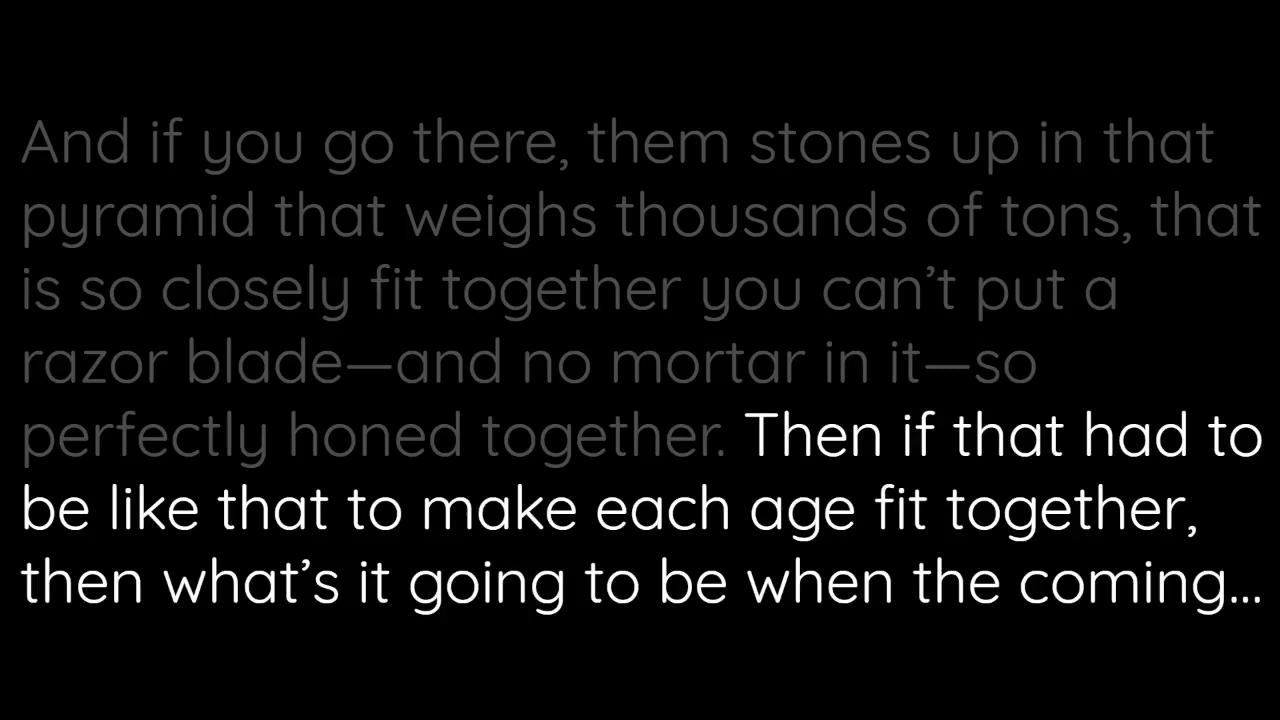 And if you go there, them stones up in that
pyramid that weighs thousands of tons, that
is so closely fit together you can’t put a
razor blade—and no mortar in it—so
perfectly honed together. Then if that had to
be like that to make each age fit together,
then what’s it going to be when the coming...